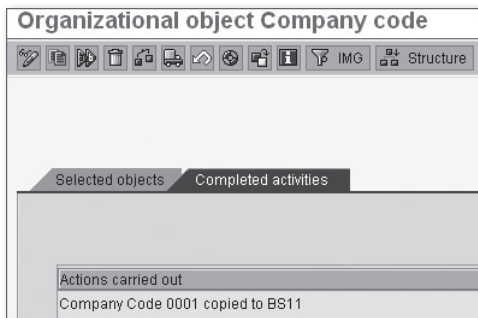 Organizational object Company code
IMG Structure
Selected objects Completed activities
Actions carried out
Company Code 0001 copied to BS11